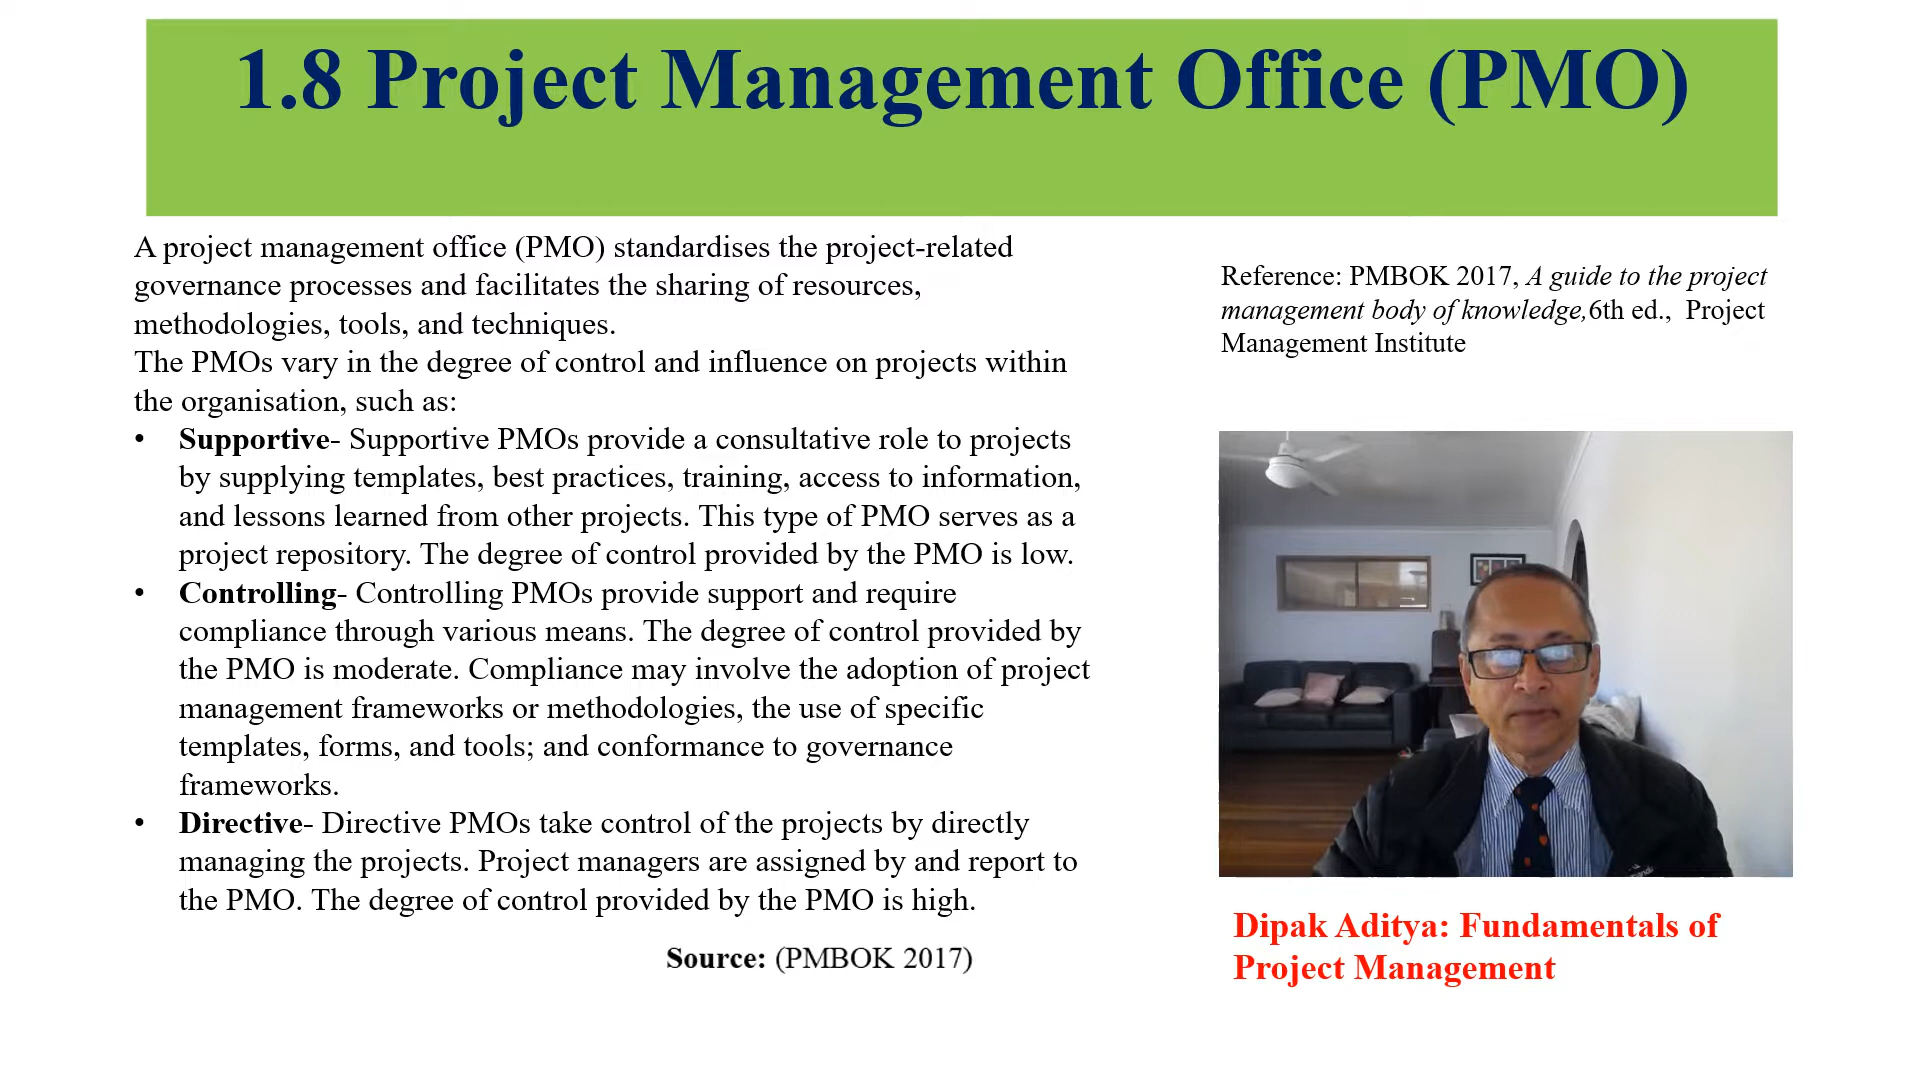 1.8 Project Management Office (PMO)
A project management office (PMO) standardises the project-related
governance processes and facilitates the sharing of resources,
methodologies, tools, and techniques.
The PMOs vary in the degree of control and influence on projects within
the organisation, such as:
• Supportive- Supportive PMOs provide a consultative role to projects
by supplying templates, best practices, training, access to information,
and lessons learned from other projects. This type of PMO serves as a
project repository. The degree of control provided by the PMO is low.
• Controlling- Controlling PMOs provide support and require
compliance through various means. The degree of control provided by
the PMO is moderate. Compliance may involve the adoption of project
management frameworks or methodologies, the use of specific
templates, forms, and tools; and conformance to governance
frameworks.
• Directive- Directive PMOs take control of the projects by directly
managing the projects. Project managers are assigned by and report to
the PMO. The degree of control provided by the PMO is high.
Source: (PMBOK 2017)
Reference: PMBOK 2017, A guide to the project
management body of knowledge,6th ed., Project
Management Institute
Dipak Aditya: Fundamentals of
Project Management